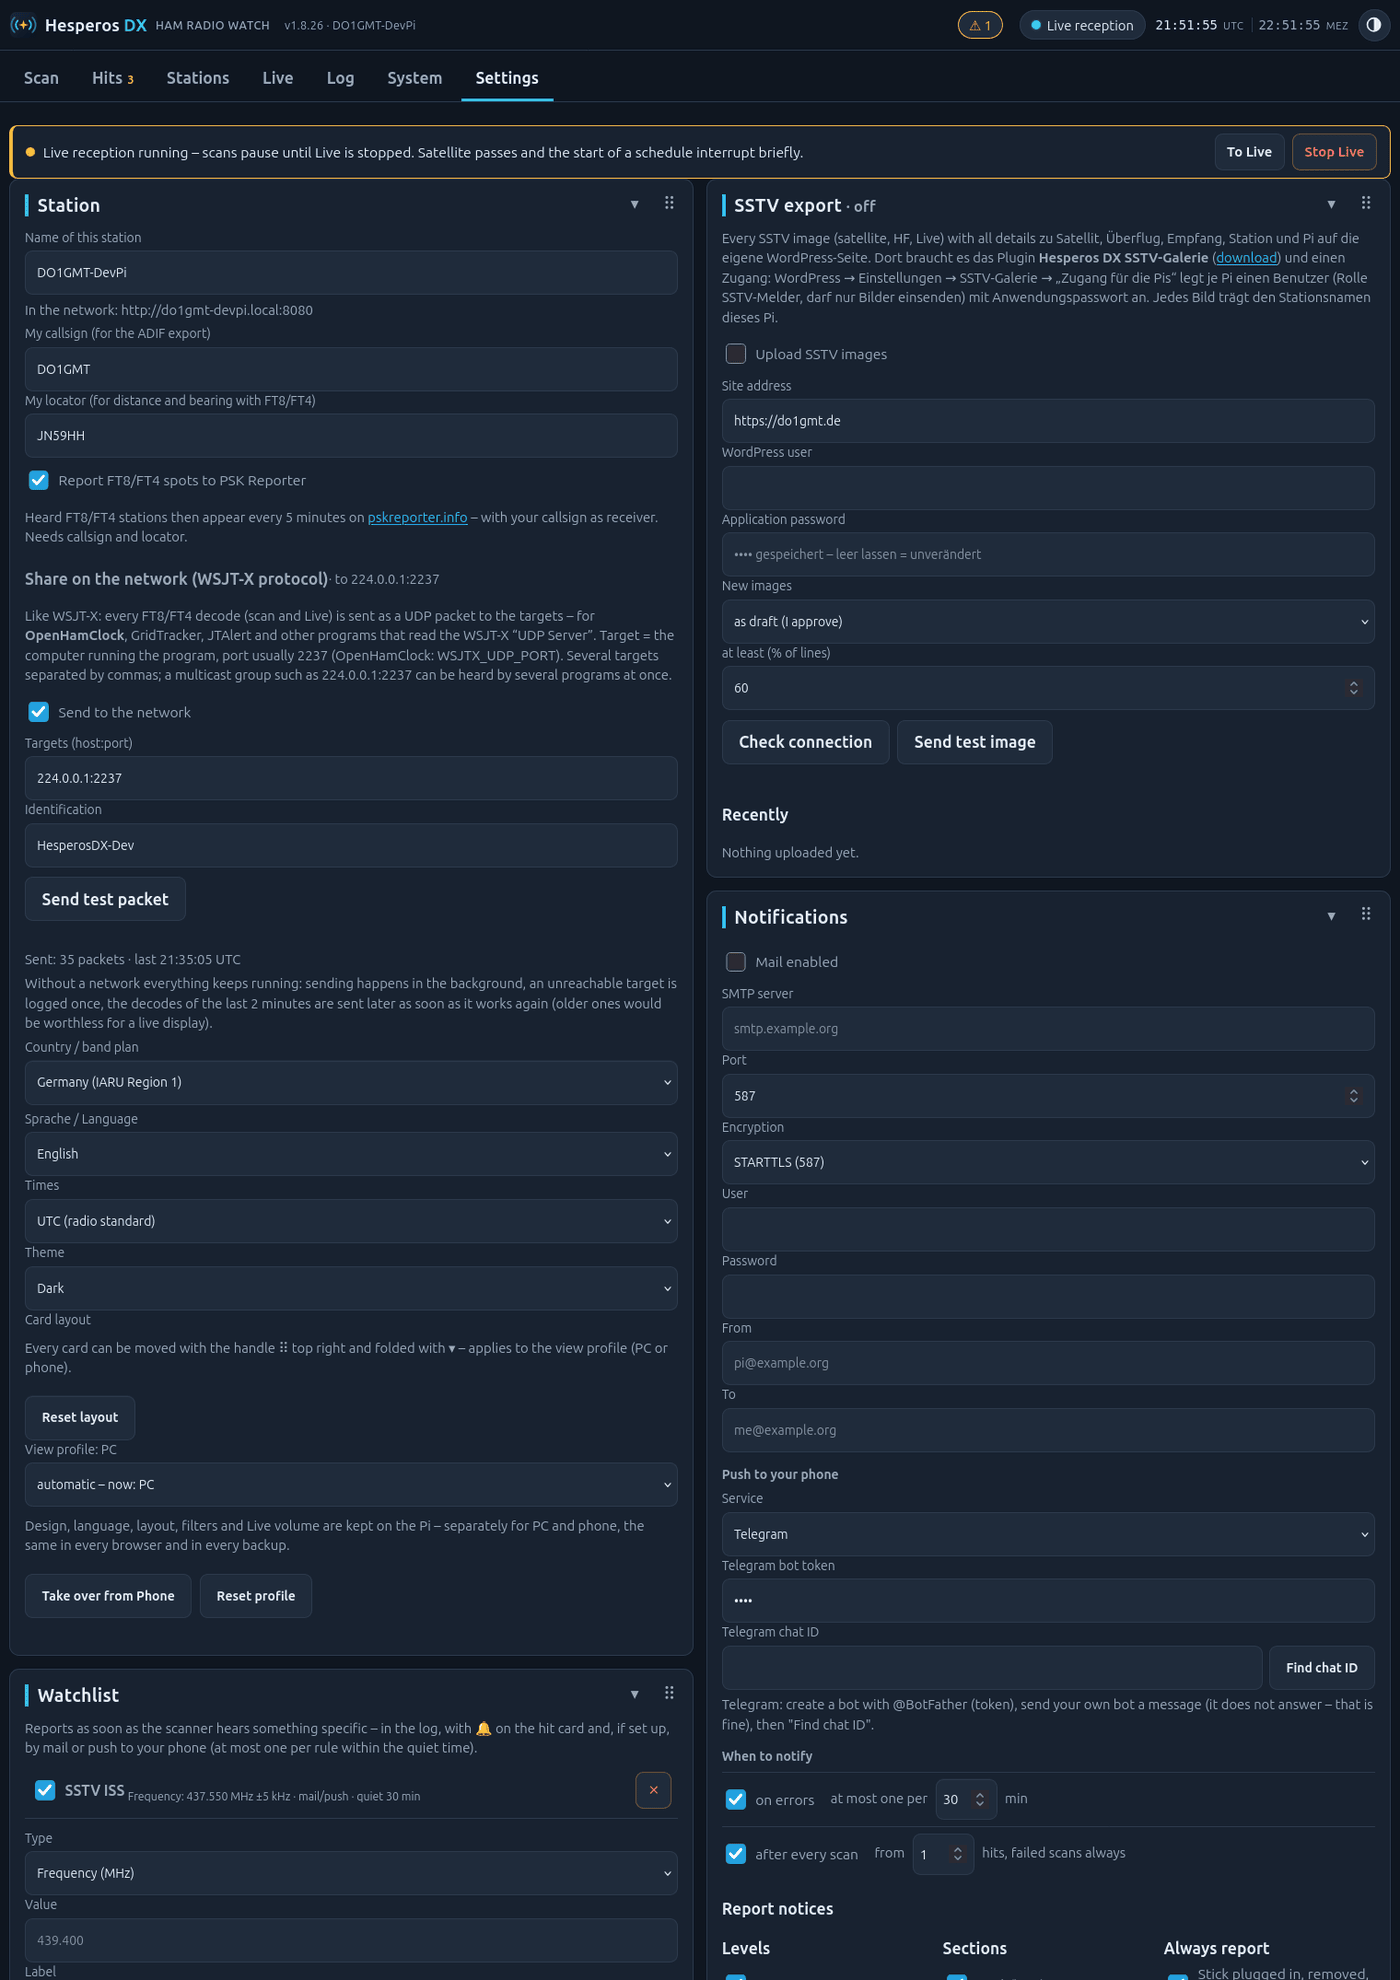 Hesperos DX HAM RADIO WATCH v1.8.26 · DO1GMT-DevPi
⚠ 1
Live reception
21:51:55 UTC
22:51:55 MEZ
Scan
Hits 3
Stations
Live
Log
System
Settings
Live reception running – scans pause until Live is stopped. Satellite passes and the start of a schedule interrupt briefly.
To Live
Stop Live
Station
Name of this station
DO1GMT-DevPi
In the network: http://do1gmt-devpi.local:8080
My callsign (for the ADIF export)
DO1GMT
My locator (for distance and bearing with FT8/FT4)
JN59HH
Report FT8/FT4 spots to PSK Reporter
Heard FT8/FT4 stations then appear every 5 minutes on pskreporter.info – with your callsign as receiver.
Needs callsign and locator.
Share on the network (WSJT-X protocol) · to 224.0.0.1:2237
Like WSJT-X: every FT8/FT4 decode (scan and Live) is sent as a UDP packet to the targets – for
OpenHamClock, GridTracker, JTAlert and other programs that read the WSJT-X “UDP Server”. Target = the
computer running the program, port usually 2237 (OpenHamClock: WSJTX_UDP_PORT). Several targets
separated by commas; a multicast group such as 224.0.0.1:2237 can be heard by several programs at once.
Send to the network
Targets (host:port)
224.0.0.1:2237
Identification
HesperosDX-Dev
Send test packet
Sent: 35 packets · last 21:35:05 UTC
Without a network everything keeps running: sending happens in the background, an unreachable target is
logged once, the decodes of the last 2 minutes are sent later as soon as it works again (older ones would
be worthless for a live display).
Country / band plan
Germany (IARU Region 1)
Sprache / Language
English
Times
UTC (radio standard)
Theme
Dark
Card layout
Every card can be moved with the handle ⠿ top right and folded with ▾ – applies to the view profile (PC or
phone).
Reset layout
View profile: PC
automatic – now: PC
Design, language, layout, filters and Live volume are kept on the Pi – separately for PC and phone, the
same in every browser and in every backup.
Take over from Phone
Reset profile
Watchlist
Reports as soon as the scanner hears something specific – in the log, with 🔔 on the hit card and, if set up,
by mail or push to your phone (at most one per rule within the quiet time).
SSTV ISS Frequency: 437.550 MHz ±5 kHz · mail/push · quiet 30 min
×
Type
Frequency (MHz)
Value
439.400
Label
SSTV export · off
Every SSTV image (satellite, HF, Live) with all details zu Satellit, Überflug, Empfang, Station und Pi auf die
eigene WordPress-Seite. Dort braucht es das Plugin Hesperos DX SSTV-Galerie (download) und einen
Zugang: WordPress → Einstellungen → SSTV-Galerie → „Zugang für die Pis“ legt je Pi einen Benutzer (Rolle
SSTV-Melder, darf nur Bilder einsenden) mit Anwendungspasswort an. Jedes Bild trägt den Stationsnamen
dieses Pi.
Upload SSTV images
Site address
https://do1gmt.de
WordPress user
Application password
•••• gespeichert – leer lassen = unverändert
New images
as draft (I approve)
at least (% of lines)
60
Check connection
Send test image
Recently
Nothing uploaded yet.
Notifications
Mail enabled
SMTP server
smtp.example.org
Port
587
Encryption
STARTTLS (587)
User
Password
From
pi@example.org
To
me@example.org
Push to your phone
Service
Telegram
Telegram bot token
••••
Telegram chat ID
Find chat ID
Telegram: create a bot with @BotFather (token), send your own bot a message (it does not answer – that is
fine), then "Find chat ID".
When to notify
on errors at most one per 30 min
after every scan from 1 hits, failed scans always
Report notices
Levels
Sections
Always report
Stick plugged in, removed,